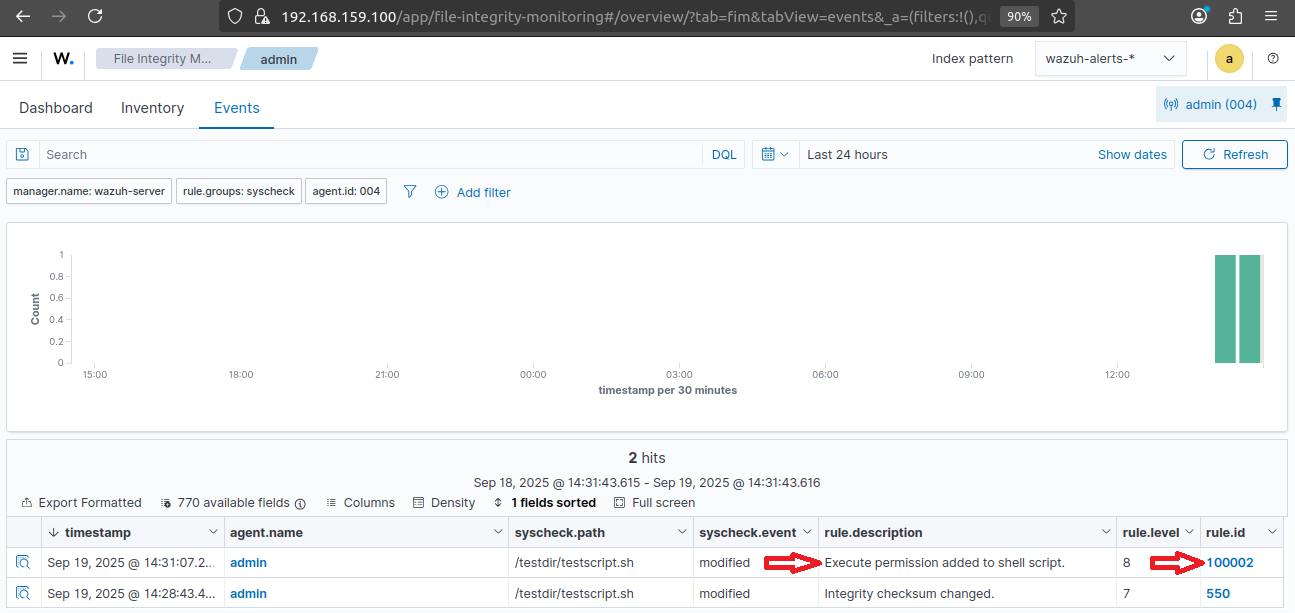 192.168.159.100/app/file-integrity-monitoring#/overview/?tab=fim&tabView=events&_a=(filters:!(),qu 90%
W. File Integrity M... admin Index pattern wazuh-alerts-* a
Dashboard Inventory Events admin (004)
Search DQL Last 24 hours Show dates Refresh
manager.name: wazuh-server rule.groups: syscheck agent.id: 004 Add filter
1
0.8
0.6
0.4
0.2
0
Count
15:00 18:00 21:00 00:00 03:00 06:00 09:00 12:00
timestamp per 30 minutes
2 hits
Sep 18, 2025 @ 14:31:43.615 - Sep 19, 2025 @ 14:31:43.616
Export Formatted 770 available fields Columns Density 1 fields sorted Full screen
timestamp agent.name syscheck.path syscheck.event rule.description rule.level rule.id
Sep 19, 2025 @ 14:31:07.2... admin /testdir/testscript.sh modified Execute permission added to shell script. 8 100002
Sep 19, 2025 @ 14:28:43.4... admin /testdir/testscript.sh modified Integrity checksum changed. 7 550